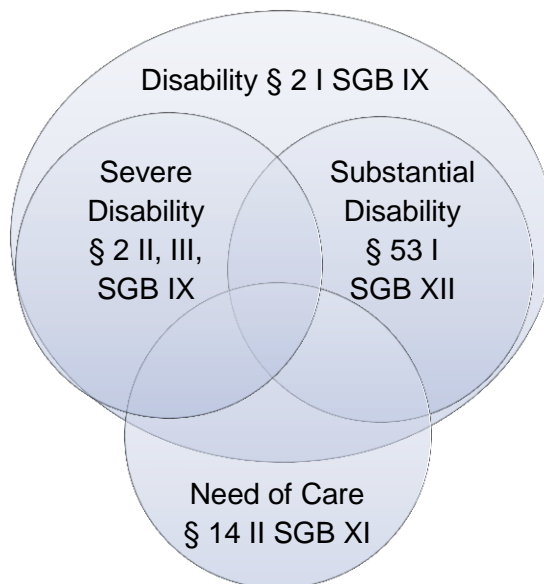 Disability § 2 I SGB IX
Severe
Disability
§ 2 II, III,
SGB IX
Substantial
Disability
§ 53 I
SGB XII
Need of Care
§ 14 II SGB XI